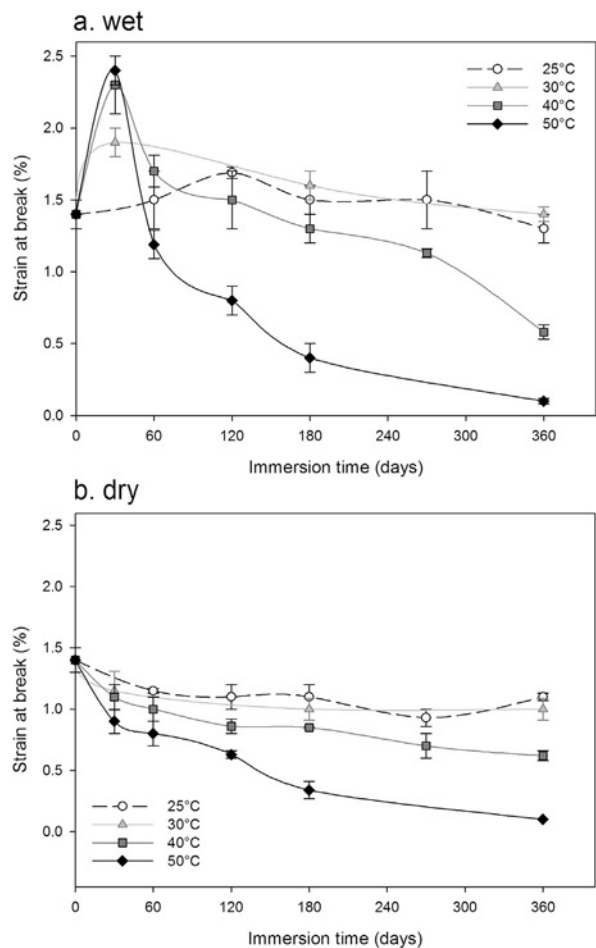 a. wet
2.5
2.0
1.5
1.0
0.5
0.0
Strain at break (%)
25°C
30°C
40°C
50°C
0 60 120 180 240 300 360
Immersion time (days)
b. dry
2.5
2.0
1.5
1.0
0.5
0.0
Strain at break (%)
25°C
30°C
40°C
50°C
0 60 120 180 240 300 360
Immersion time (days)